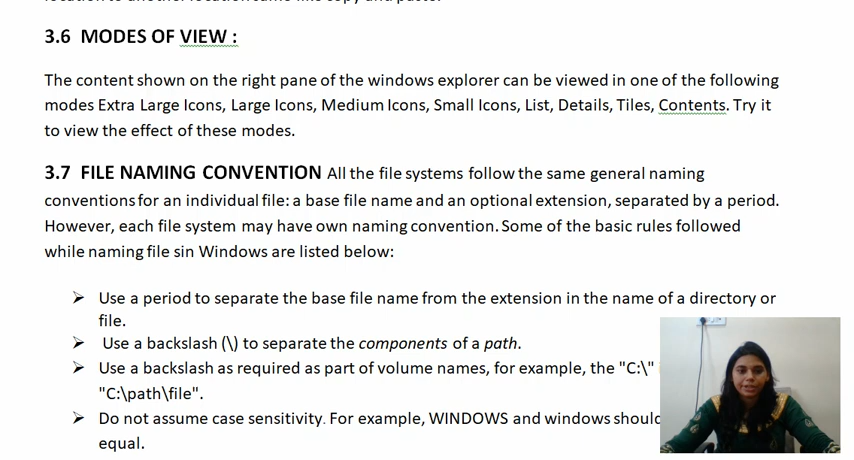 3.6 MODES OF VIEW :
The content shown on the right pane of the windows explorer can be viewed in one of the following
modes Extra Large Icons, Large Icons, Medium Icons, Small Icons, List, Details, Tiles, Contents. Try it
to view the effect of these modes.
3.7 FILE NAMING CONVENTION All the file systems follow the same general naming
conventions for an individual file: a base file name and an optional extension, separated by a period.
However, each file system may have own naming convention. Some of the basic rules followed
while naming file sin Windows are listed below:
➢ Use a period to separate the base file name from the extension in the name of a directory or
file.
➢ Use a backslash (\) to separate the components of a path.
➢ Use a backslash as required as part of volume names, for example, the "C:\"
"C:\path\file".
➢ Do not assume case sensitivity. For example, WINDOWS and windows should
equal.